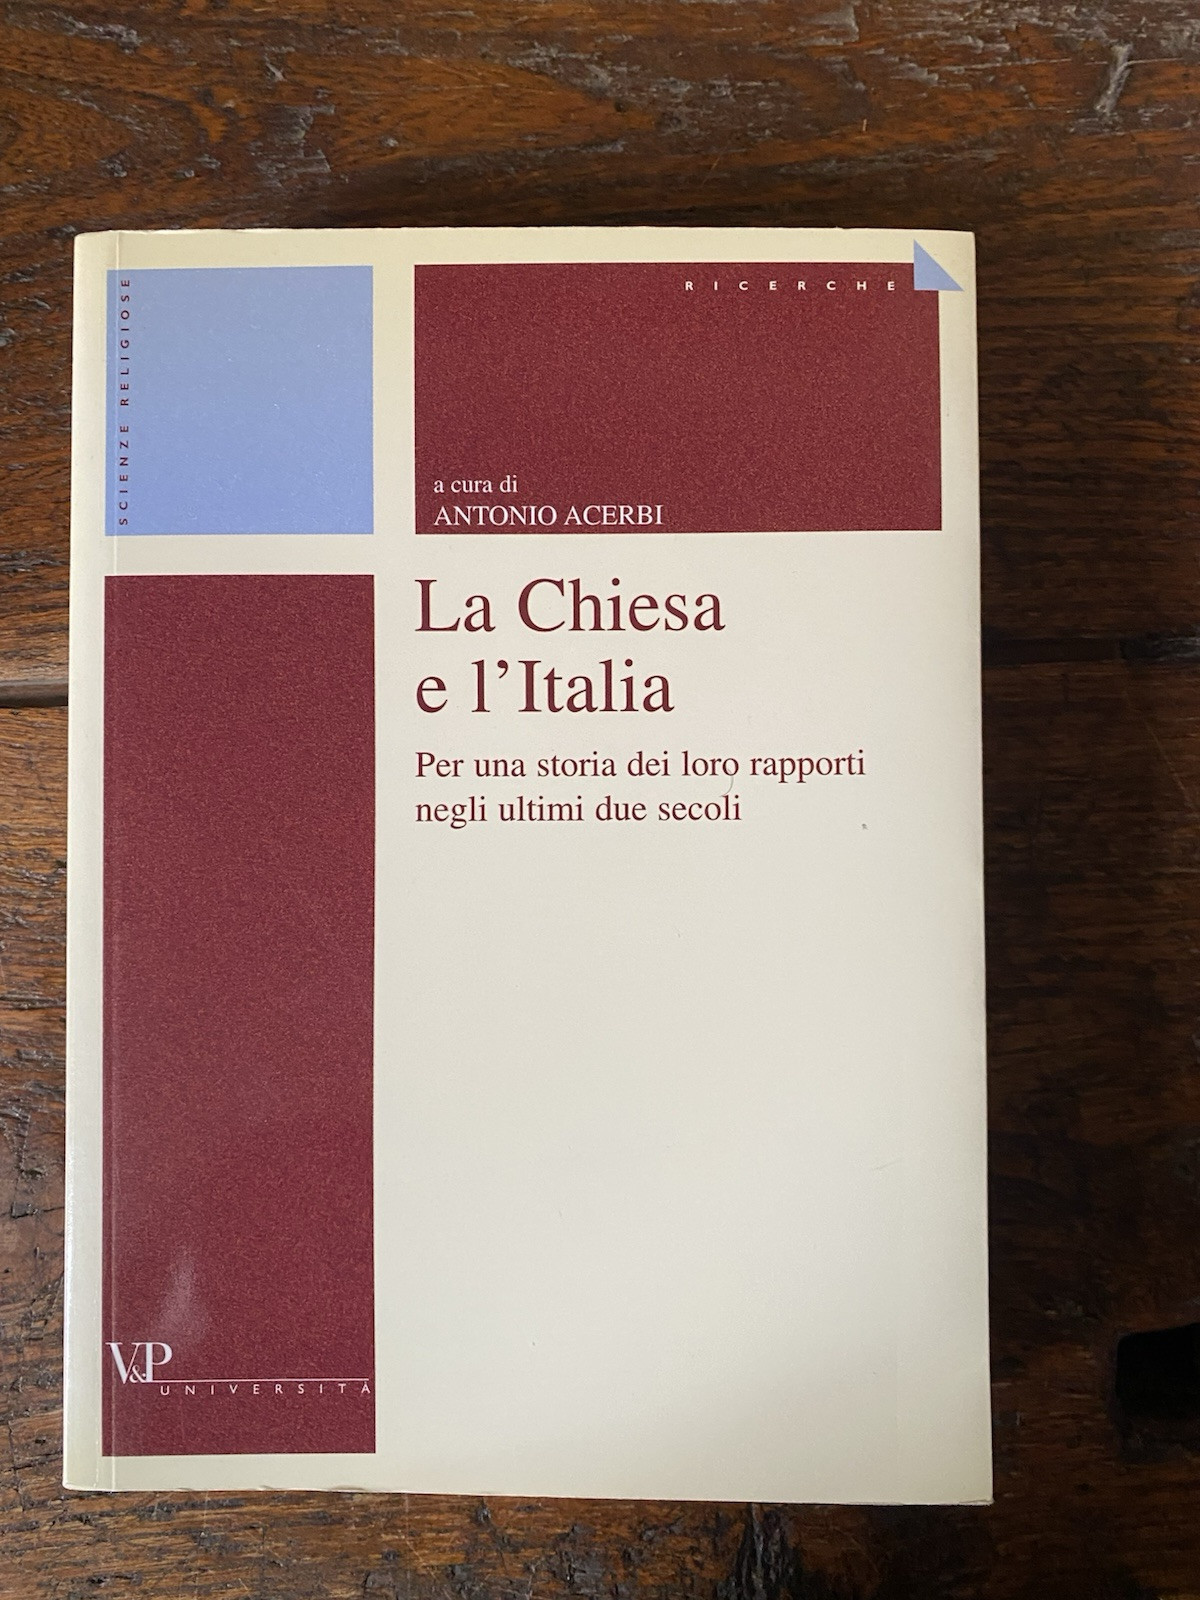 SCIENZE RELIGIOSE
RICERCHE
a cura di
ANTONIO ACERBI
La Chiesa
e l’Italia
Per una storia dei loro rapporti
negli ultimi due secoli
V&P
UNIVERSITÀ